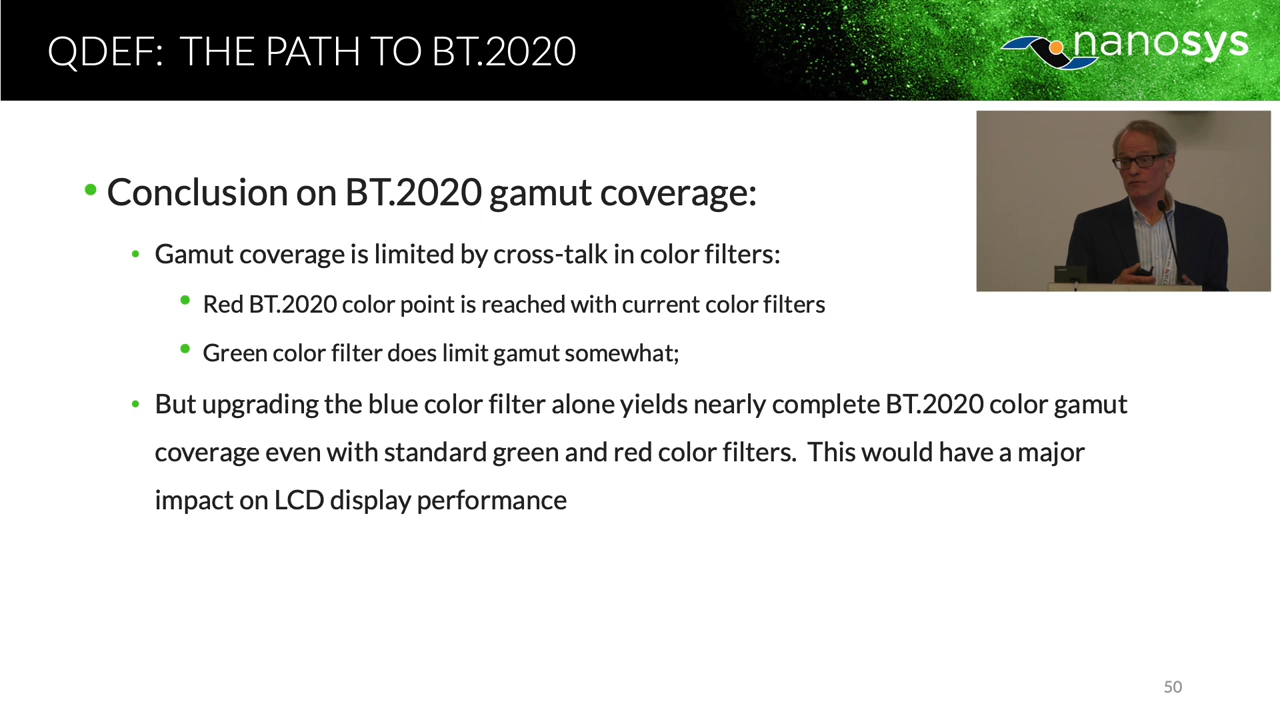 QDEF: THE PATH TO BT.2020
nanosys
• Conclusion on BT.2020 gamut coverage:
• Gamut coverage is limited by cross-talk in color filters:
• Red BT.2020 color point is reached with current color filters
• Green color filter does limit gamut somewhat;
• But upgrading the blue color filter alone yields nearly complete BT.2020 color gamut
coverage even with standard green and red color filters. This would have a major
impact on LCD display performance
50